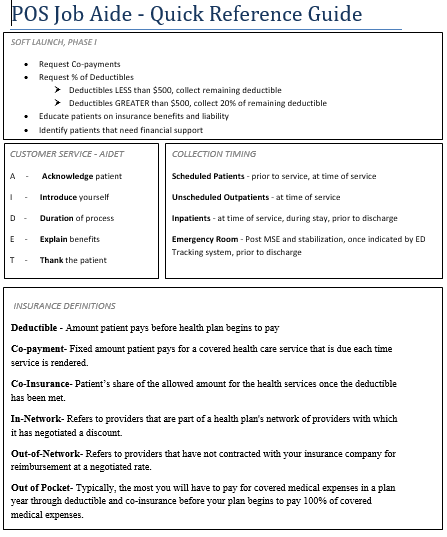 POS Job Aide - Quick Reference Guide
SOFT LAUNCH, PHASE I
• Request Co-payments
• Request % of Deductibles
➢ Deductibles LESS than $500, collect remaining deductible
➢ Deductibles GREATER than $500, collect 20% of remaining deductible
• Educate patients on insurance benefits and liability
• Identify patients that need financial support
CUSTOMER SERVICE - AIDET
A - Acknowledge patient
I - Introduce yourself
D - Duration of process
E - Explain benefits
T - Thank the patient
COLLECTION TIMING
Scheduled Patients - prior to service, at time of service
Unscheduled Outpatients - at time of service
Inpatients - at time of service, during stay, prior to discharge
Emergency Room - Post MSE and stabilization, once indicated by ED
Tracking system, prior to discharge
INSURANCE DEFINITIONS
Deductible - Amount patient pays before health plan begins to pay
Co-payment- Fixed amount patient pays for a covered health care service that is due each time
service is rendered.
Co-Insurance- Patient's share of the allowed amount for the health services once the deductible
has been met.
In-Network- Refers to providers that are part of a health plan's network of providers with which
it has negotiated a discount.
Out-of-Network- Refers to providers that have not contracted with your insurance company for
reimbursement at a negotiated rate.
Out of Pocket- Typically, the most you will have to pay for covered medical expenses in a plan
year through deductible and co-insurance before your plan begins to pay 100% of covered
medical expenses.